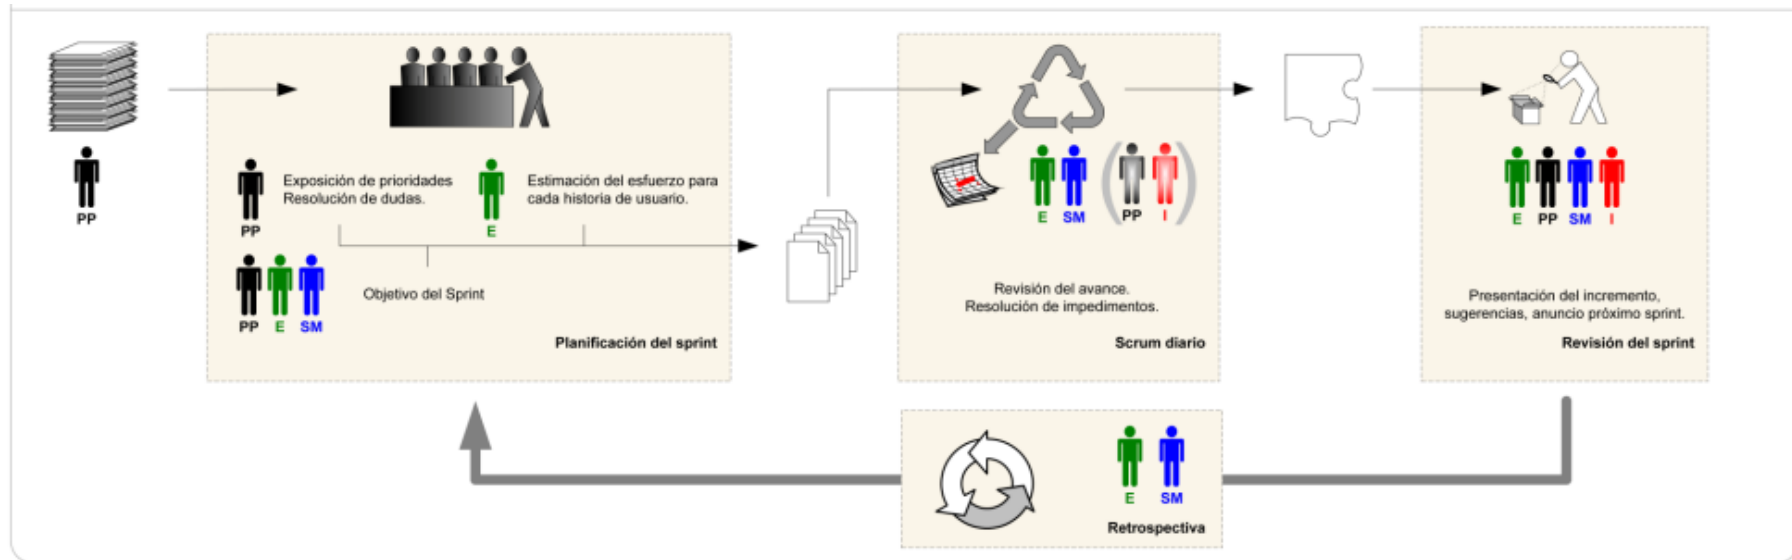 PP
PP
Exposición de prioridades
Resolución de dudas.
E
Estimación del esfuerzo para
cada historia de usuario.
PP E SM
Objetivo del Sprint
Planificación del sprint
E SM (PP I)
Revisión del avance.
Resolución de impedimentos.
Scrum diario
E PP SM I
Presentación del incremento,
sugerencias, anuncio próximo sprint.
Revisión del sprint
E SM
Retrospectiva